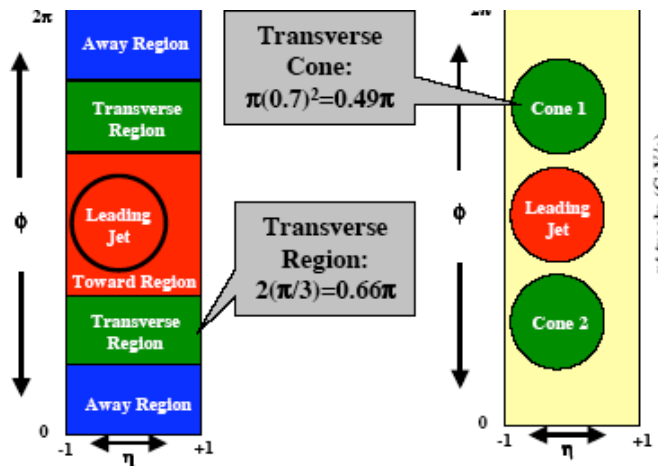 2π
Away Region
Transverse
Region
Leading
Jet
Toward Region
Transverse
Region
Away Region
ϕ
0
-1
+1
η
Transverse
Cone:
π(0.7)²=0.49π
Transverse
Region:
2(π/3)=0.66π
2π
Cone 1
Leading
Jet
Cone 2
ϕ
0
-1
+1
η